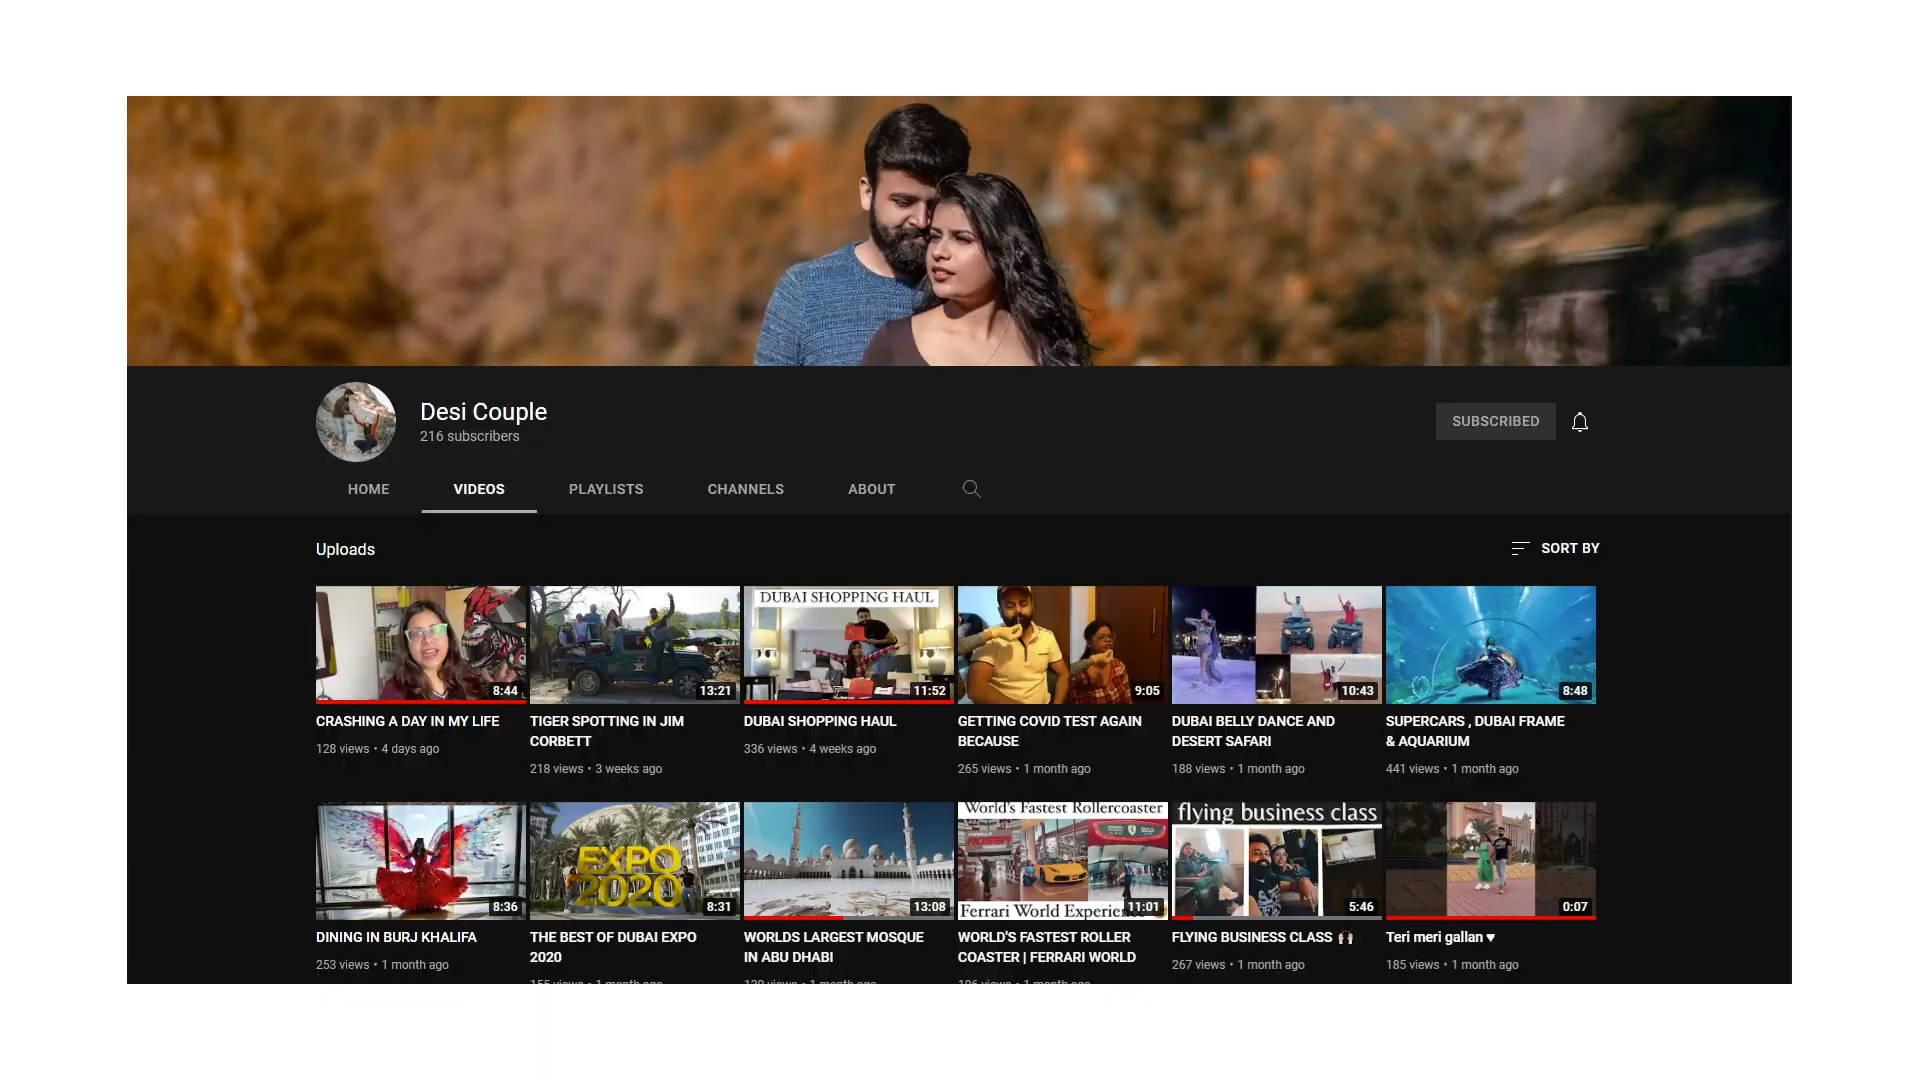 Desi Couple
216 subscribers
SUBSCRIBED
HOME VIDEOS PLAYLISTS CHANNELS ABOUT
Uploads
SORT BY
8:44
13:21
DUBAI SHOPPING HAUL
11:52
9:05
10:43
8:48
CRASHING A DAY IN MY LIFE
128 views • 4 days ago
TIGER SPOTTING IN JIM
CORBETT
218 views • 3 weeks ago
DUBAI SHOPPING HAUL
336 views • 4 weeks ago
GETTING COVID TEST AGAIN
BECAUSE
265 views • 1 month ago
DUBAI BELLY DANCE AND
DESERT SAFARI
188 views • 1 month ago
SUPERCARS , DUBAI FRAME
& AQUARIUM
441 views • 1 month ago
8:36
EXPO
2020
8:31
13:08
World's Fastest Rollercoaster
Ferrari World Experience
11:01
flying business class
5:46
0:07
DINING IN BURJ KHALIFA
253 views • 1 month ago
THE BEST OF DUBAI EXPO
2020
WORLDS LARGEST MOSQUE
IN ABU DHABI
WORLD'S FASTEST ROLLER
COASTER | FERRARI WORLD
FLYING BUSINESS CLASS 🙌🏻
267 views • 1 month ago
Teri meri gallan ♥
185 views • 1 month ago